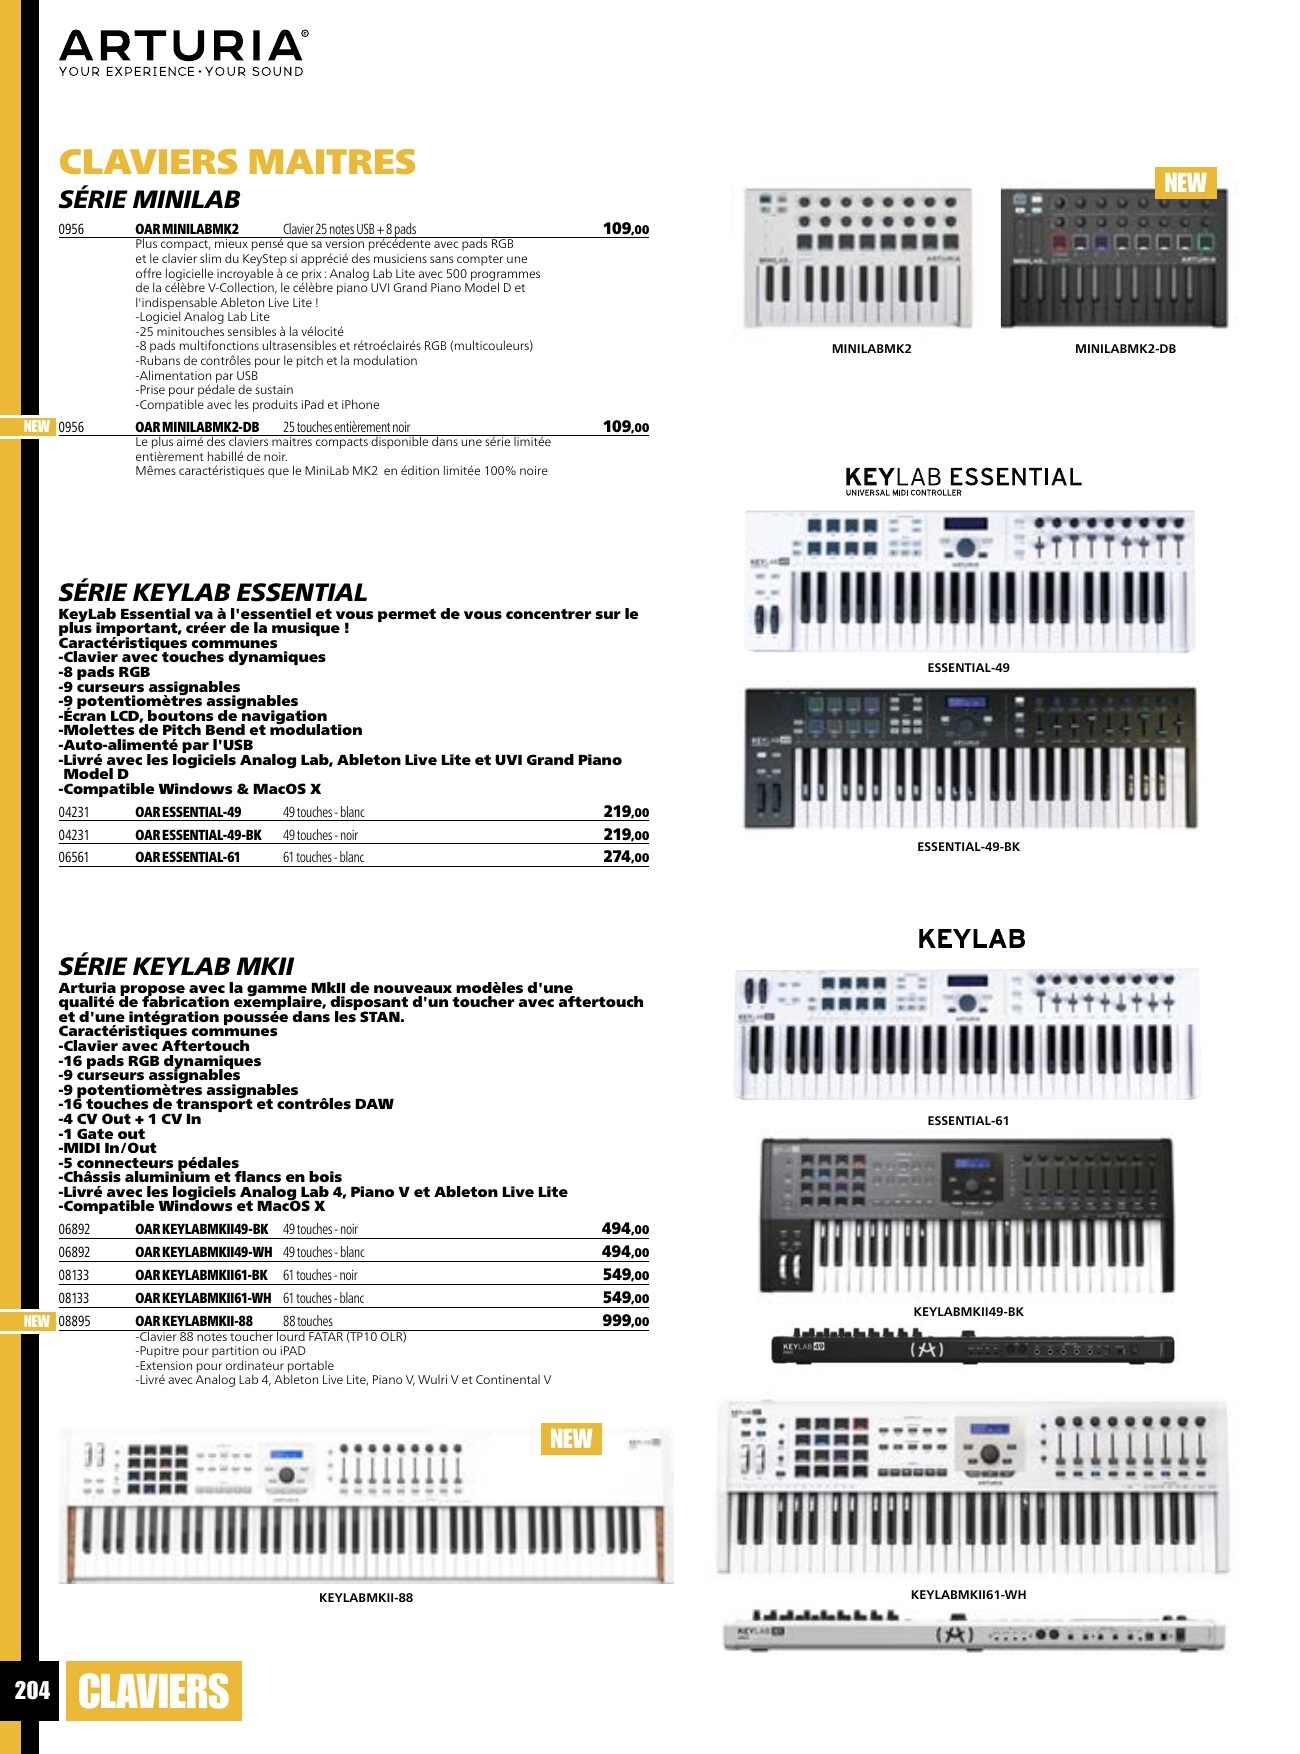 ARTURIA®
YOUR EXPERIENCE • YOUR SOUND
CLAVIERS MAITRES
SÉRIE MINILAB
0956 OAR MINILABMK2 Clavier 25 notes USB + 8 pads 109,00
Plus compact, mieux pensé que sa version précédente avec pads RGB
et le clavier slim du KeyStep si apprécié des musiciens sans compter une
offre logicielle incroyable à ce prix : Analog Lab Lite avec 500 programmes
de la célèbre V-Collection, le célèbre piano UVI Grand Piano Model D et
l'indispensable Ableton Live Lite !
-Logiciel Analog Lab Lite
-25 minitouches sensibles à la vélocité
-8 pads multifonctions ultrasensibles et rétroéclairés RGB (multicouleurs)
-Rubans de contrôles pour le pitch et la modulation
-Alimentation par USB
-Prise pour pédale de sustain
-Compatible avec les produits iPad et iPhone
NEW 0956 OAR MINILABMK2-DB 25 touches entièrement noir 109,00
Le plus aimé des claviers maitres compacts disponible dans une série limitée
entièrement habillé de noir.
Mêmes caractéristiques que le MiniLab MK2 en édition limitée 100% noire
SÉRIE KEYLAB ESSENTIAL
KeyLab Essential va à l'essentiel et vous permet de vous concentrer sur le
plus important, créer de la musique !
Caractéristiques communes
-Clavier avec touches dynamiques
-8 pads RGB
-9 curseurs assignables
-9 potentiomètres assignables
-Écran LCD, boutons de navigation
-Molettes de Pitch Bend et modulation
-Auto-alimenté par l'USB
-Livré avec les logiciels Analog Lab, Ableton Live Lite et UVI Grand Piano
Model D
-Compatible Windows & MacOS X
04231 OAR ESSENTIAL-49 49 touches - blanc 219,00
04231 OAR ESSENTIAL-49-BK 49 touches - noir 219,00
06561 OAR ESSENTIAL-61 61 touches - blanc 274,00
SÉRIE KEYLAB MKII
Arturia propose avec la gamme MkII de nouveaux modèles d'une
qualité de fabrication exemplaire, disposant d'un toucher avec aftertouch
et d'une intégration poussée dans les STAN.
Caractéristiques communes
-Clavier avec Aftertouch
-16 pads RGB dynamiques
-9 curseurs assignables
-9 potentiomètres assignables
-16 touches de transport et contrôles DAW
-4 CV Out + 1 CV In
-1 Gate out
-MIDI In/Out
-5 connecteurs pédales
-Châssis aluminium et flancs en bois
-Livré avec les logiciels Analog Lab 4, Piano V et Ableton Live Lite
-Compatible Windows et MacOS X
06892 OAR KEYLABMKII49-BK 49 touches - noir 494,00
06892 OAR KEYLABMKII49-WH 49 touches - blanc 494,00
08133 OAR KEYLABMKII61-BK 61 touches - noir 549,00
08133 OAR KEYLABMKII61-WH 61 touches - blanc 549,00
NEW 08895 OAR KEYLABMKII-88 88 touches 999,00
-Clavier 88 notes toucher lourd FATAR (TP10 OLR)
-Pupitre pour partition ou iPAD
-Extension pour ordinateur portable
-Livré avec Analog Lab 4, Ableton Live Lite, Piano V, Wulri V et Continental V
NEW
KEYLABMKII-88
NEW
ARTURIA
ARTURIA
MINILABMK2
MINILABMK2-DB
KEYLAB ESSENTIAL
UNIVERSAL MIDI CONTROLLER
ARTURIA
ESSENTIAL-49
ESSENTIAL-49-BK
KEYLAB
ESSENTIAL-61
KEYLABMKII49-BK
KEYLAB 49
ARTURIA
KEYLABMKII61-WH
KEYLAB
204 CLAVIERS